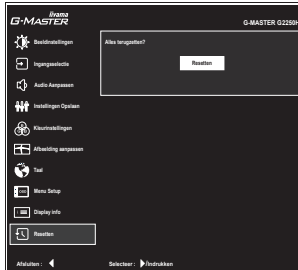 iiyama
G-MASTER
G-MASTER G2250H
Beeldinstellingen
Alles terugzetten?
Resetten
Ingangsselectie
Audio Aanpassen
Instellingen Opslaan
Kleurinstellingen
Afbeelding aanpassen
Taal
OSD
Menu Setup
Display info
Resetten
Afsluiten :
Selecteer : /Indrukken